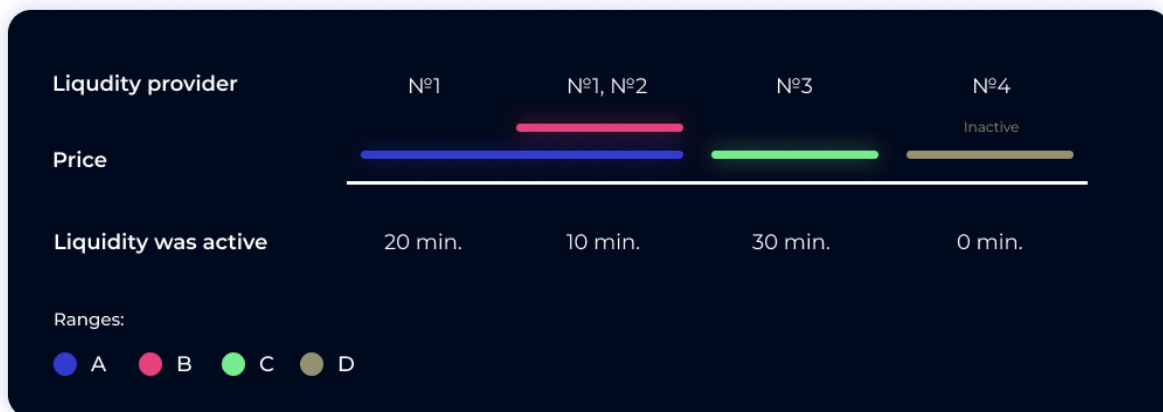 Liqudity provider №1 №1, №2 №3 №4
Inactive
Price
Liquidity was active 20 min. 10 min. 30 min. 0 min.
Ranges:
A B C D